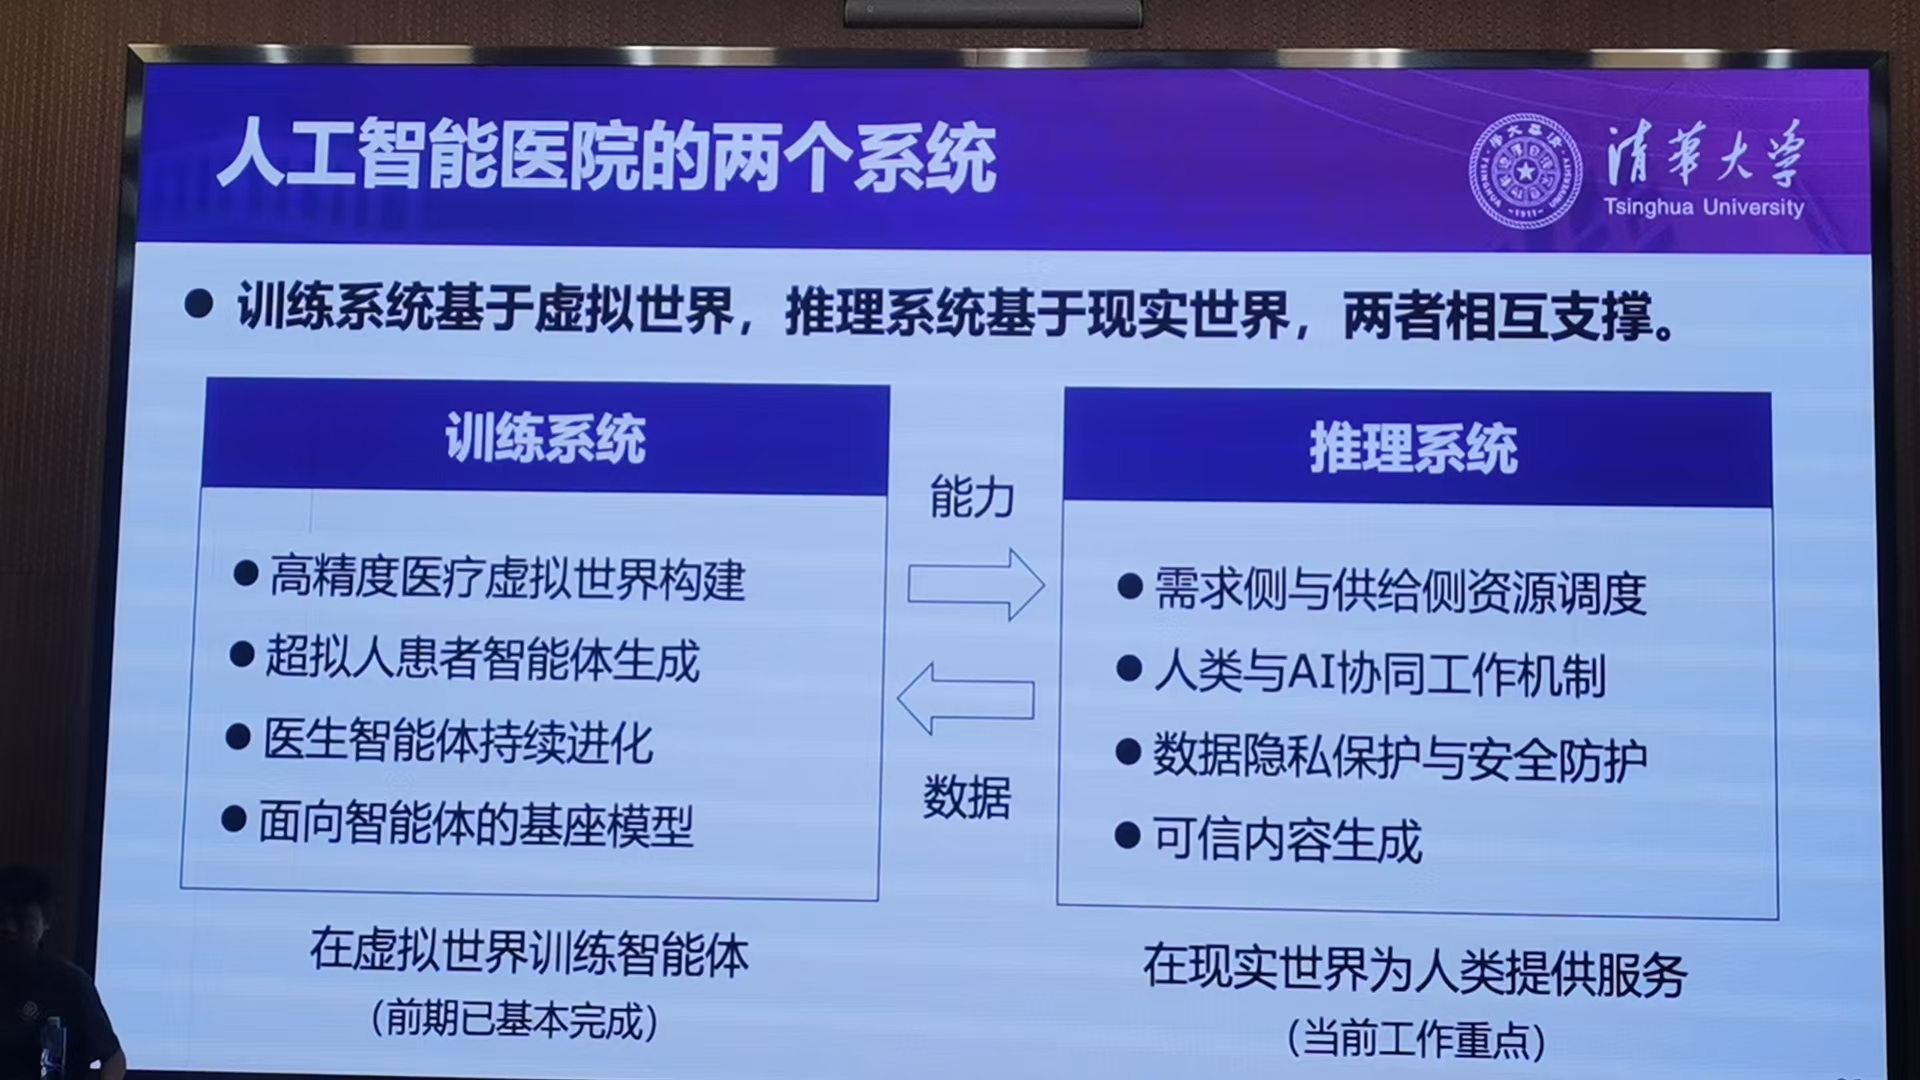 人工智能医院的两个系统
清华大学
Tsinghua University
● 训练系统基于虚拟世界，推理系统基于现实世界，两者相互支撑。
训练系统
● 高精度医疗虚拟世界构建
● 超拟人患者智能体生成
● 医生智能体持续进化
● 面向智能体的基座模型
在虚拟世界训练智能体
（前期已基本完成）
能力
数据
推理系统
● 需求侧与供给侧资源调度
● 人类与AI协同工作机制
● 数据隐私保护与安全防护
● 可信内容生成
在现实世界为人类提供服务
（当前工作重点）